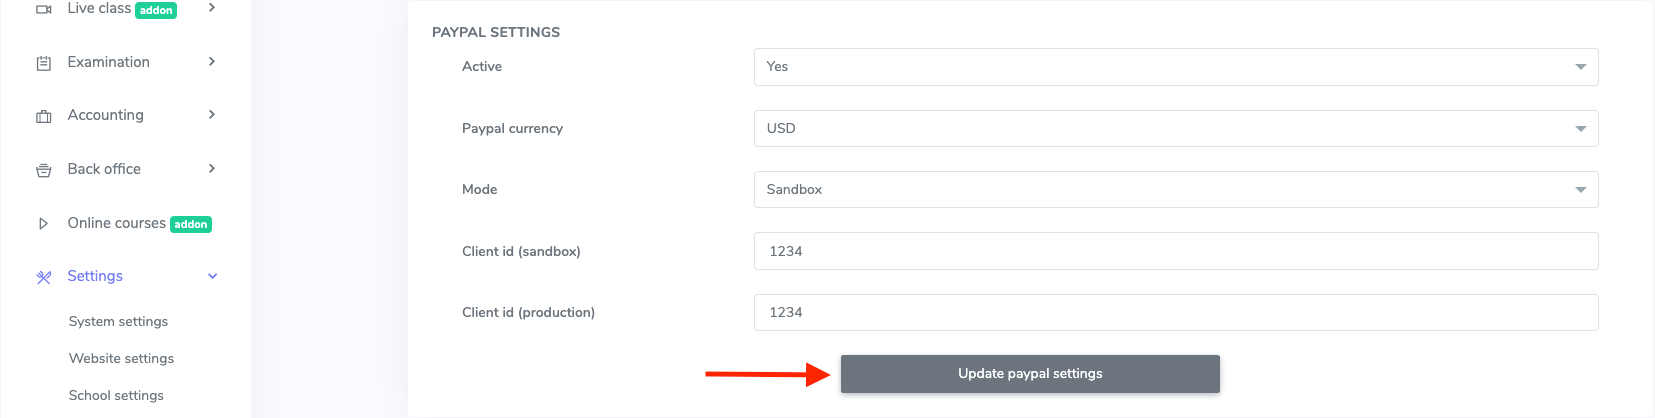 Live class addon
Examination
Accounting
Back office
Online courses addon
Settings
System settings
Website settings
School settings
PAYPAL SETTINGS
Active Yes
Paypal currency USD
Mode Sandbox
Client id (sandbox) 1234
Client id (production) 1234
Update paypal settings